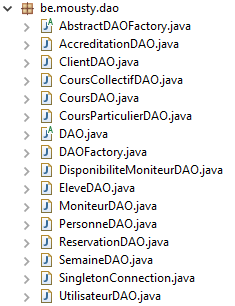 be.mousty.dao
AbstractDAOFactory.java
AccreditationDAO.java
ClientDAO.java
CoursCollectifDAO.java
CoursDAO.java
CoursParticulierDAO.java
DAO.java
DAOFactory.java
DisponibiliteMoniteurDAO.java
EleveDAO.java
MoniteurDAO.java
PersonneDAO.java
ReservationDAO.java
SemaineDAO.java
SingletonConnection.java
UtilisateurDAO.java